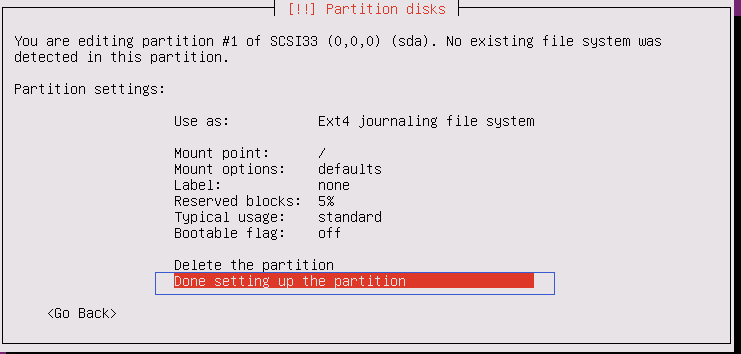 [!!] Partition disks
You are editing partition #1 of SCSI33 (0,0,0) (sda). No existing file system was
detected in this partition.
Partition settings:
Use as: Ext4 journaling file system
Mount point: /
Mount options: defaults
Label: none
Reserved blocks: 5%
Typical usage: standard
Bootable flag: off
Delete the partition
Done setting up the partition
<Go Back>